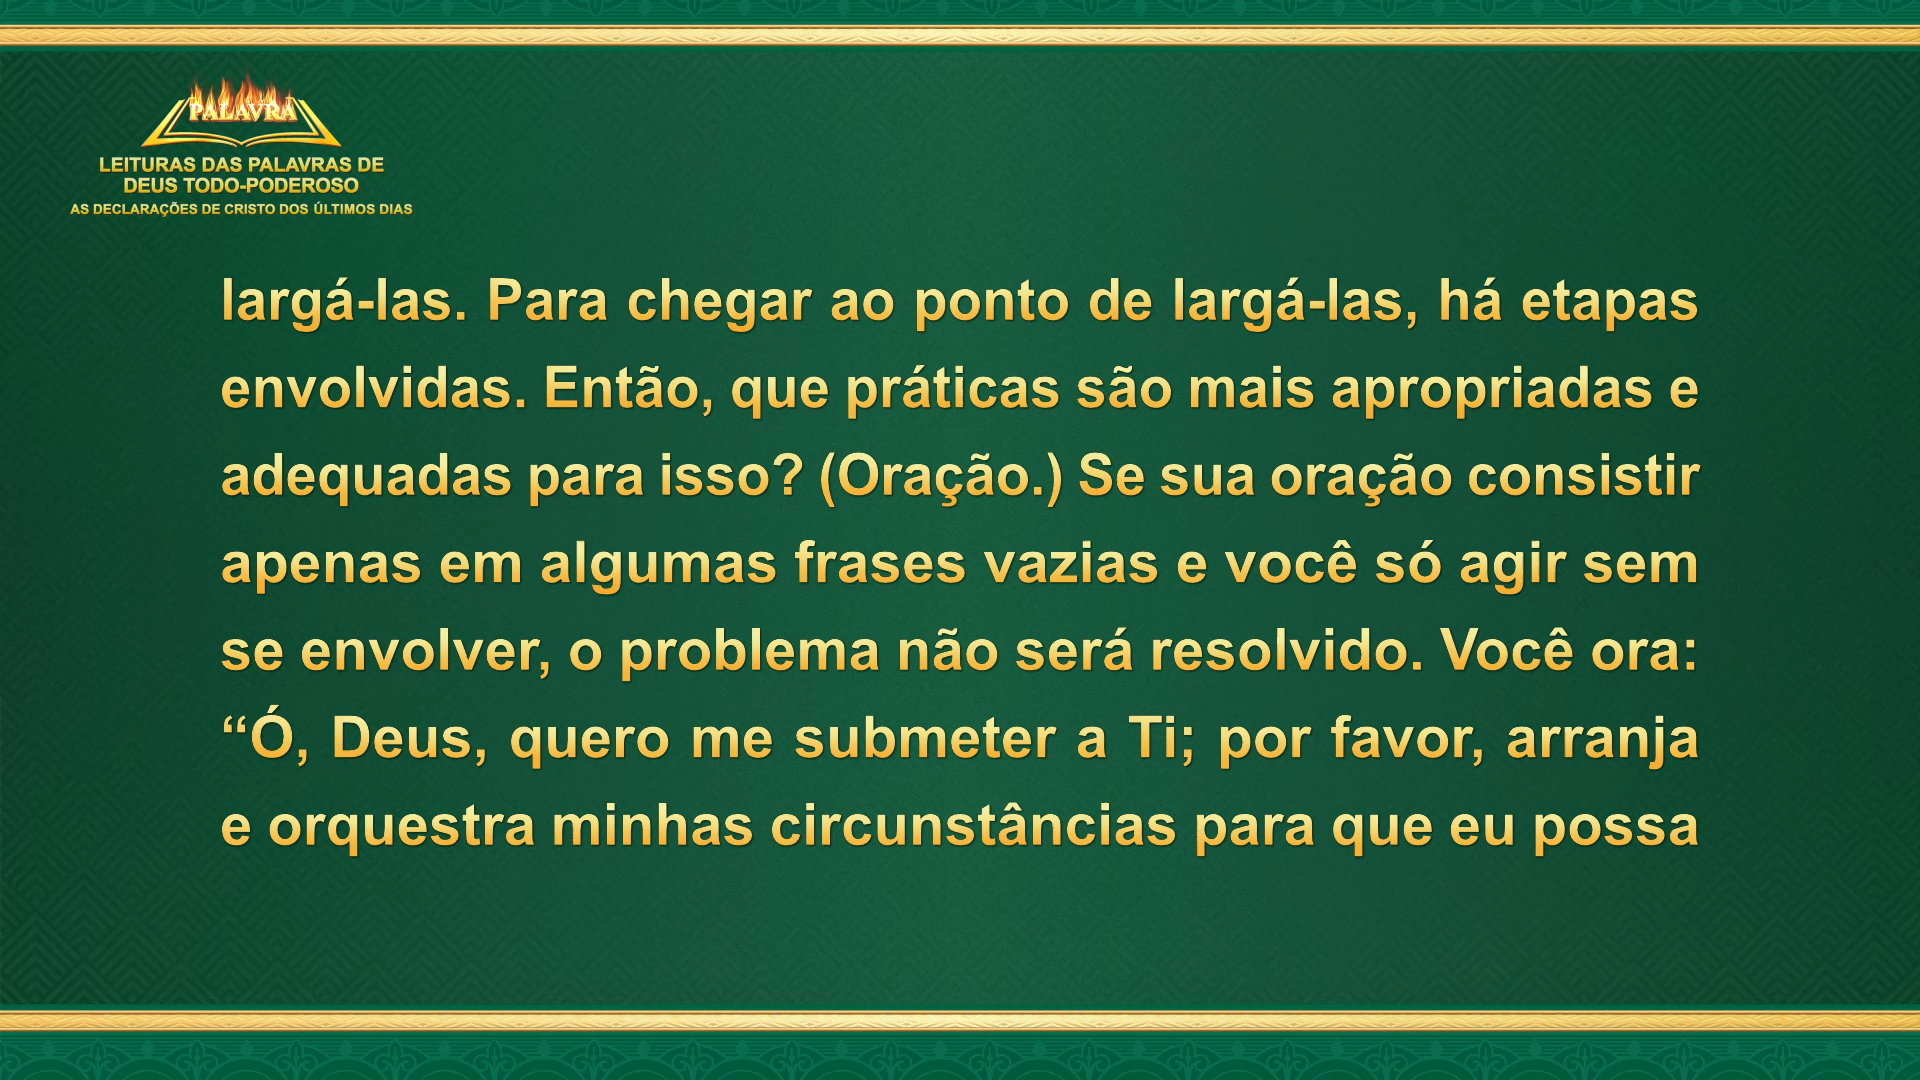 PALAVRA
LEITURAS DAS PALAVRAS DE
DEUS TODO-PODEROSO
AS DECLARAÇÕES DE CRISTO DOS ÚLTIMOS DIAS
largá-las. Para chegar ao ponto de largá-las, há etapas
envolvidas. Então, que práticas são mais apropriadas e
adequadas para isso? (Oração.) Se sua oração consistir
apenas em algumas frases vazias e você só agir sem
se envolver, o problema não será resolvido. Você ora:
“Ó, Deus, quero me submeter a Ti; por favor, arranja
e orquestra minhas circunstâncias para que eu possa